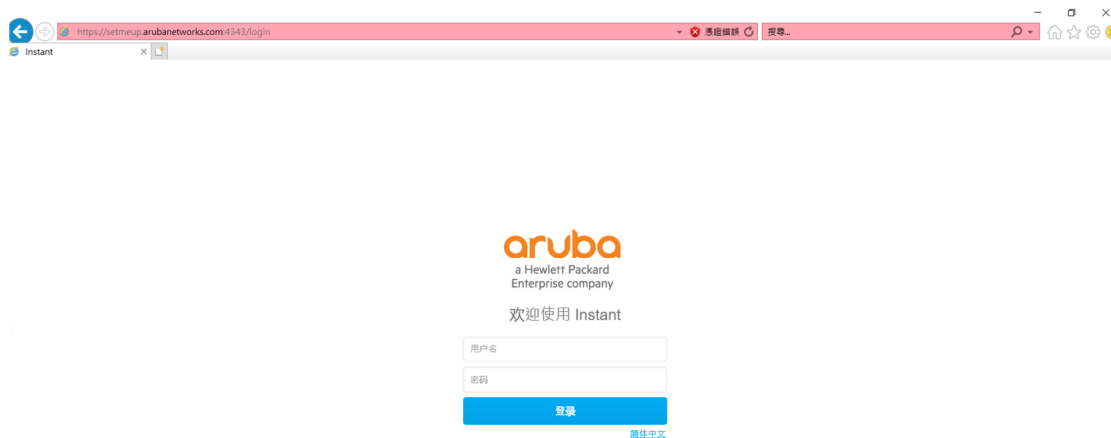 https://setmeup.arubanetworks.com:4343/login
憑證錯誤
搜尋...
Instant
aruba
a Hewlett Packard
Enterprise company
欢迎使用 Instant
用户名
密码
登录
简体中文